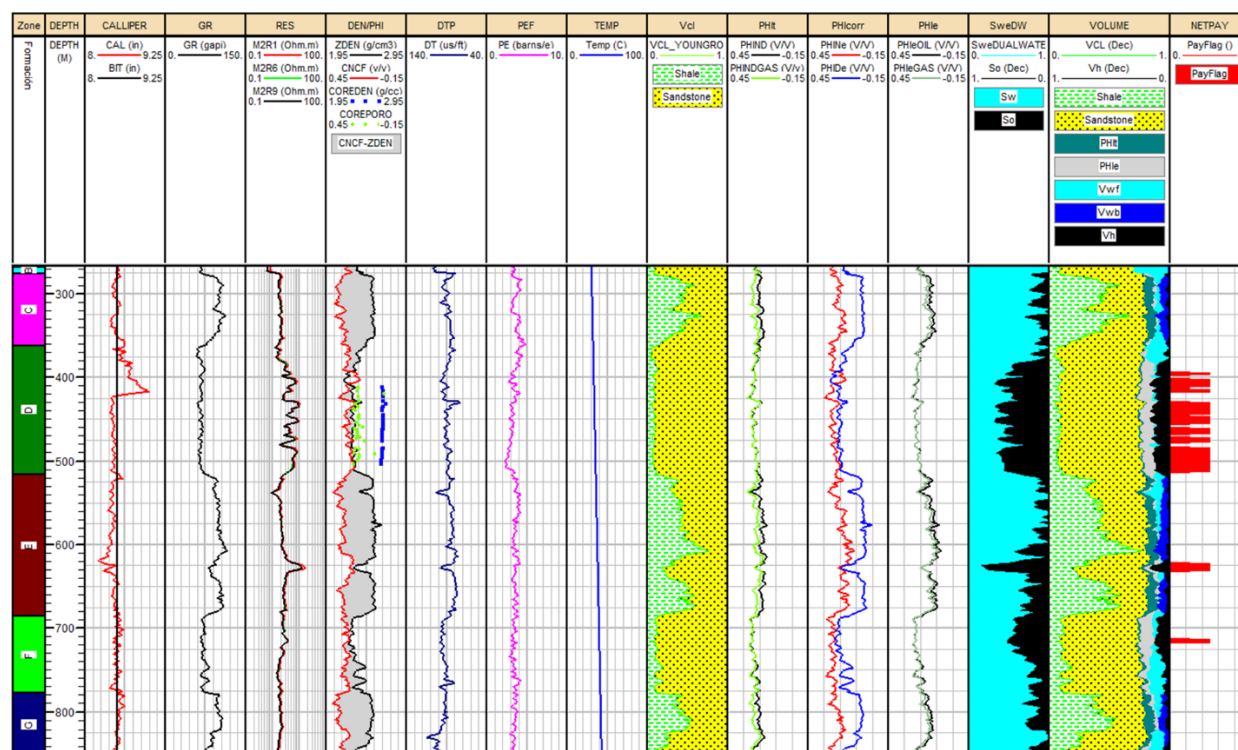 Zone DEPTH CALLIPER GR RES DEN/PHI DTP PEF TEMP Vcl PHIt PHIcorr PHIe SweDW VOLUME NETPAY
Formación
DEPTH
(M)
CAL (in)
8. 9.25
BIT (in)
8. 9.25
GR (gapi)
0. 150.
M2R1 (Ohm.m)
0.1 100.
M2R6 (Ohm.m)
0.1 100.
M2R9 (Ohm.m)
0.1 100.
ZDEN (g/cm3)
1.95 2.95
CNCF (v/v)
0.45 -0.15
COREDEN (g/cc)
1.95 2.95
COREPORO
0.45 -0.15
CNCF-ZDEN
DT (us/ft)
140. 40.
PE (barns/e)
0. 10.
Temp (C)
0. 100.
VCL_YOUNGRO
0. 1.
Shale
Sandstone
PHIND (V/V)
0.45 -0.15
PHINDGAS (V/V)
0.45 -0.15
PHINe (V/V)
0.45 -0.15
PHIDe (V/V)
0.45 -0.15
PHIeOIL (V/V)
0.45 -0.15
PHIeGAS (V/V)
0.45 -0.15
SweDUALWATE
0. 1.
So (Dec)
1. 0.
Sw
So
VCL (Dec)
0. 1.
Vh (Dec)
1. 0.
Shale
Sandstone
PHIt
PHIe
Vwf
Vwb
Vh
PayFlag ()
0.
PayFlag
B
C
D
E
F
G
300
400
500
600
700
800